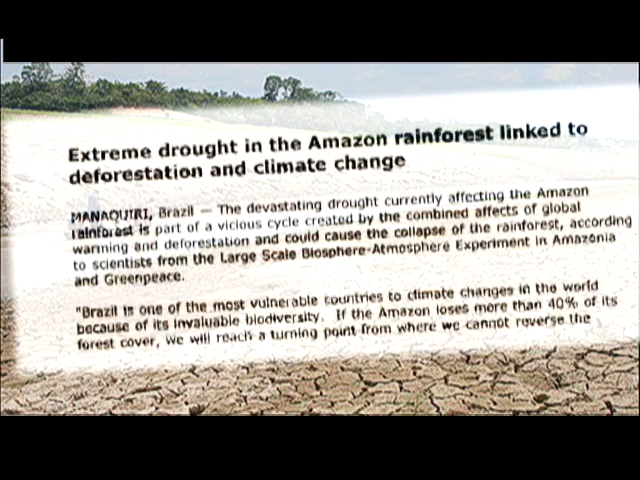 Extreme drought in the Amazon rainforest linked to
deforestation and climate change
MANAQUIRI, Brazil — The devastating drought currently affecting the Amazon
rainforest is part of a vicious cycle created by the combined affects of global
warming and deforestation and could cause the collapse of the rainforest, according
to scientists from the Large Scale Biosphere-Atmosphere Experiment in Amazonia
and Greenpeace.
"Brazil is one of the most vulnerable countries to climate changes in the world
because of its invaluable biodiversity. If the Amazon loses more than 40% of its
forest cover, we will reach a turning point from where we cannot reverse the